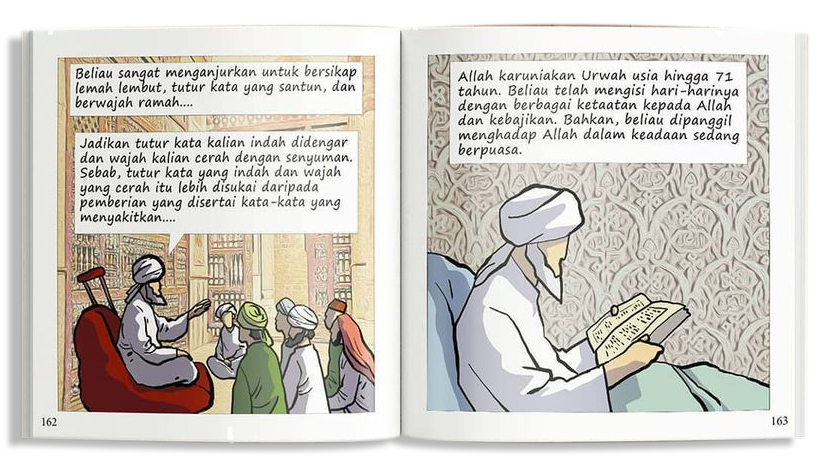 Beliau sangat menganjurkan untuk bersikap
lemah lembut, tutur kata yang santun, dan
berwajah ramah....
Jadikan tutur kata kalian indah didengar
dan wajah kalian cerah dengan senyuman.
Sebab, tutur kata yang indah dan wajah
yang cerah itu lebih disukai daripada
pemberian yang disertai kata-kata yang
menyakitkan....
162
Allah karuniakan Urwah usia hingga 71
tahun. Beliau telah mengisi hari-harinya
dengan berbagai ketaatan kepada Allah
dan kebajikan. Bahkan, beliau dipanggil
menghadap Allah dalam keadaan sedang
berpuasa.
163